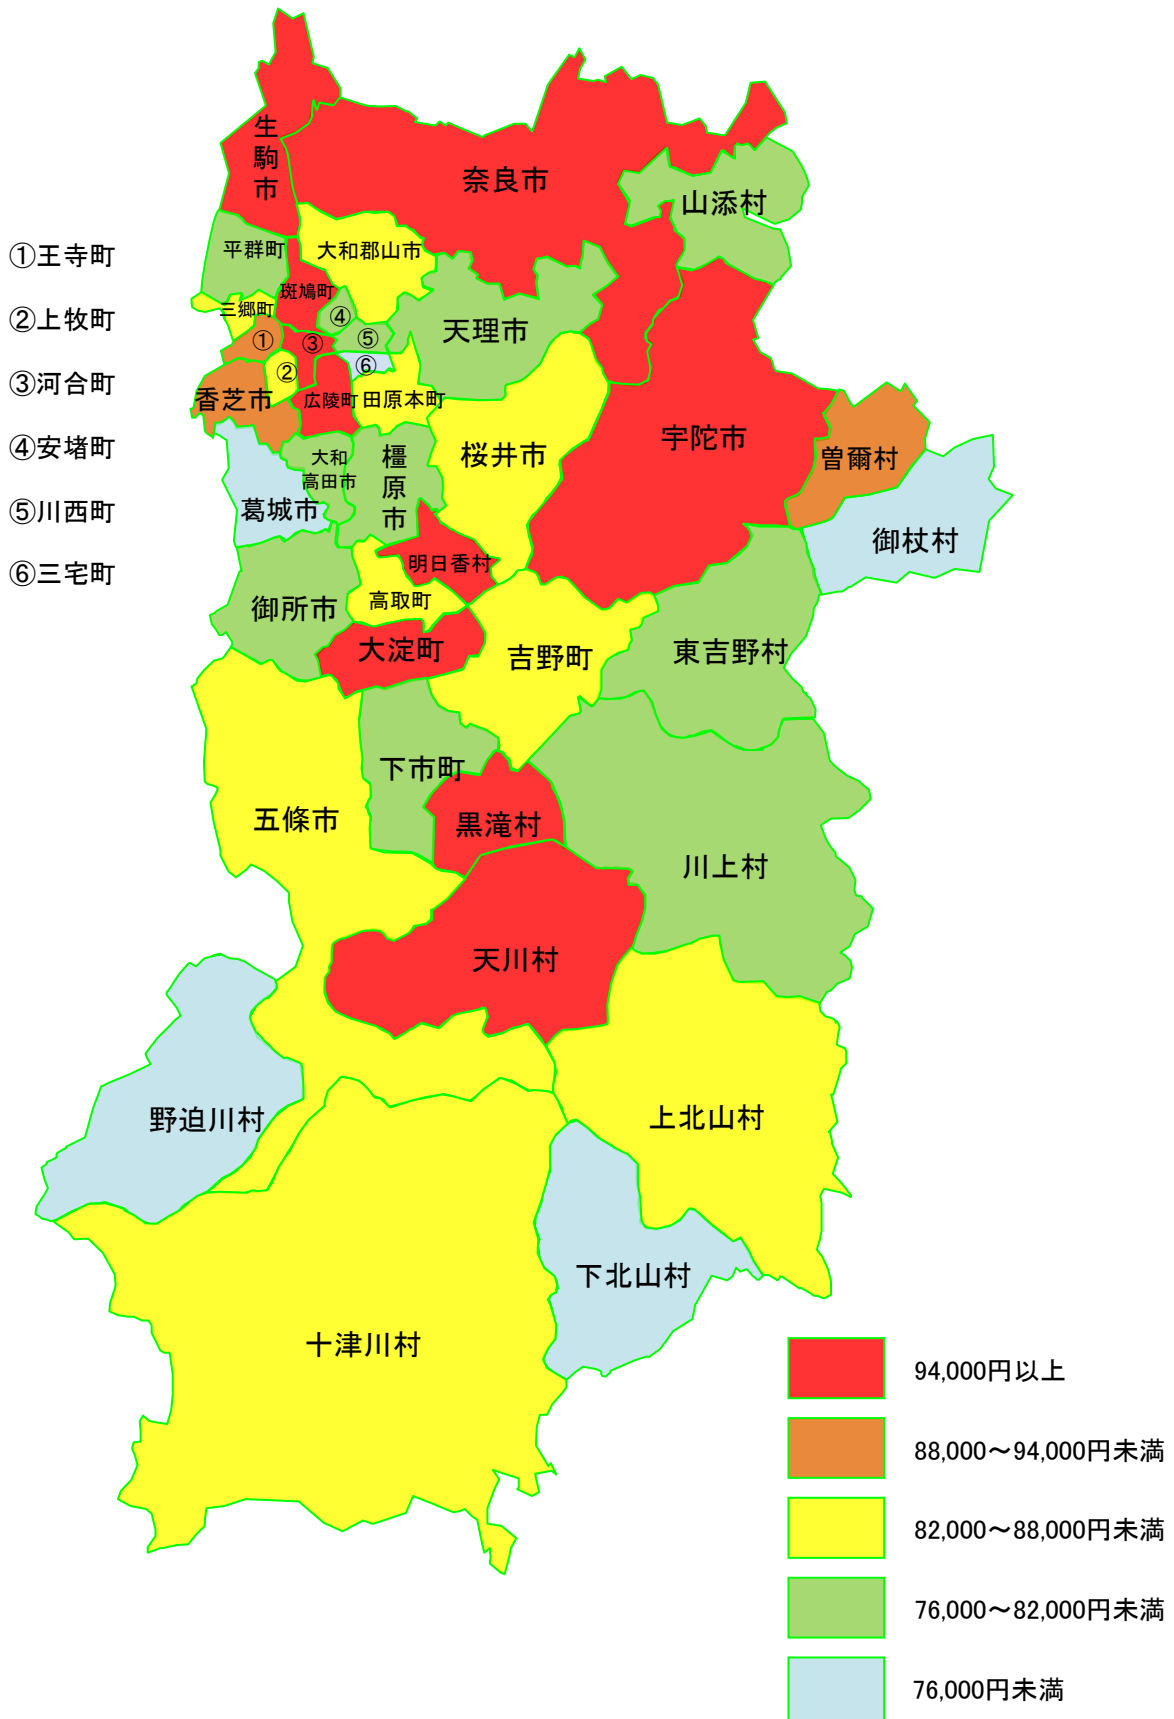 生駒市
奈良市
山添村
平群町
大和郡山市
①王寺町
斑鳩町
三郷町
④
②上牧町
天理市
⑤
①
③
⑥
②
③河合町
香芝市
広陵町
田原本町
宇陀市
④安堵町
大和
高田市
橿原市
桜井市
曽爾村
⑤川西町
葛城市
御杖村
⑥三宅町
明日香村
高取町
御所市
大淀町
吉野町
東吉野村
下市町
五條市
黒滝村
川上村
天川村
野迫川村
上北山村
下北山村
十津川村
94,000円以上
88,000～94,000円未満
82,000～88,000円未満
76,000～82,000円未満
76,000円未満